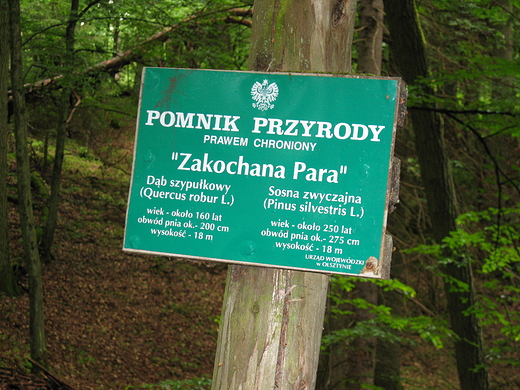 POMNIK PRZYRODY
PRAWEM CHRONIONY
"Zakochana Para"
Dąb szypułkowy
(Quercus robur L.)
wiek - około 160 lat
obwód pnia ok.- 200 cm
wysokość - 18 m
Sosna zwyczajna
(Pinus silvestris L.)
wiek - około 250 lat
obwód pnia ok.- 275 cm
wysokość - 18 m
URZĄD WOJEWÓDZKI
w OLSZTYNIE